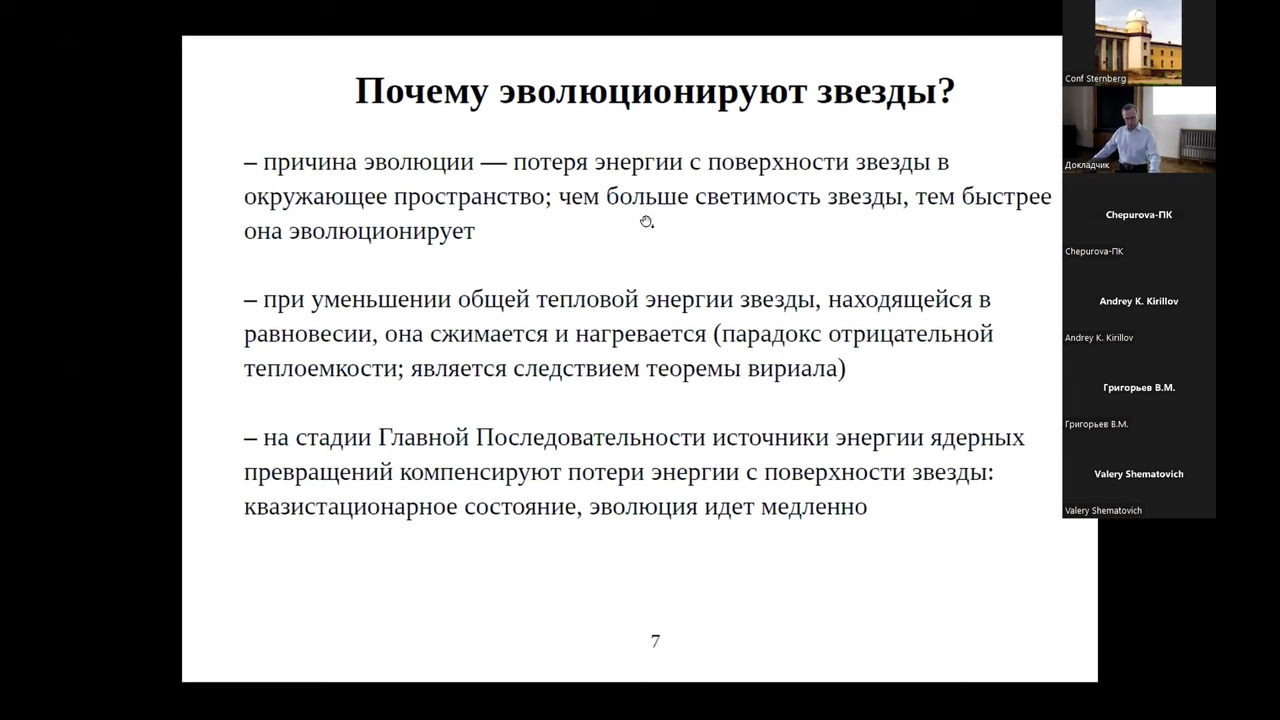 Почему эволюционируют звезды?
– причина эволюции — потеря энергии с поверхности звезды в
окружающее пространство; чем больше светимость звезды, тем быстрее
она эволюционирует
– при уменьшении общей тепловой энергии звезды, находящейся в
равновесии, она сжимается и нагревается (парадокс отрицательной
теплоемкости; является следствием теоремы вириала)
– на стадии Главной Последовательности источники энергии ядерных
превращений компенсируют потери энергии с поверхности звезды:
квазистационарное состояние, эволюция идет медленно
7
Conf Sternberg
Докладчик
Chepurova-ПК
Chepurova-ПК
Andrey K. Kirillov
Andrey K. Kirillov
Григорьев В.М.
Григорьев В.М.
Valery Shematovich
Valery Shematovich